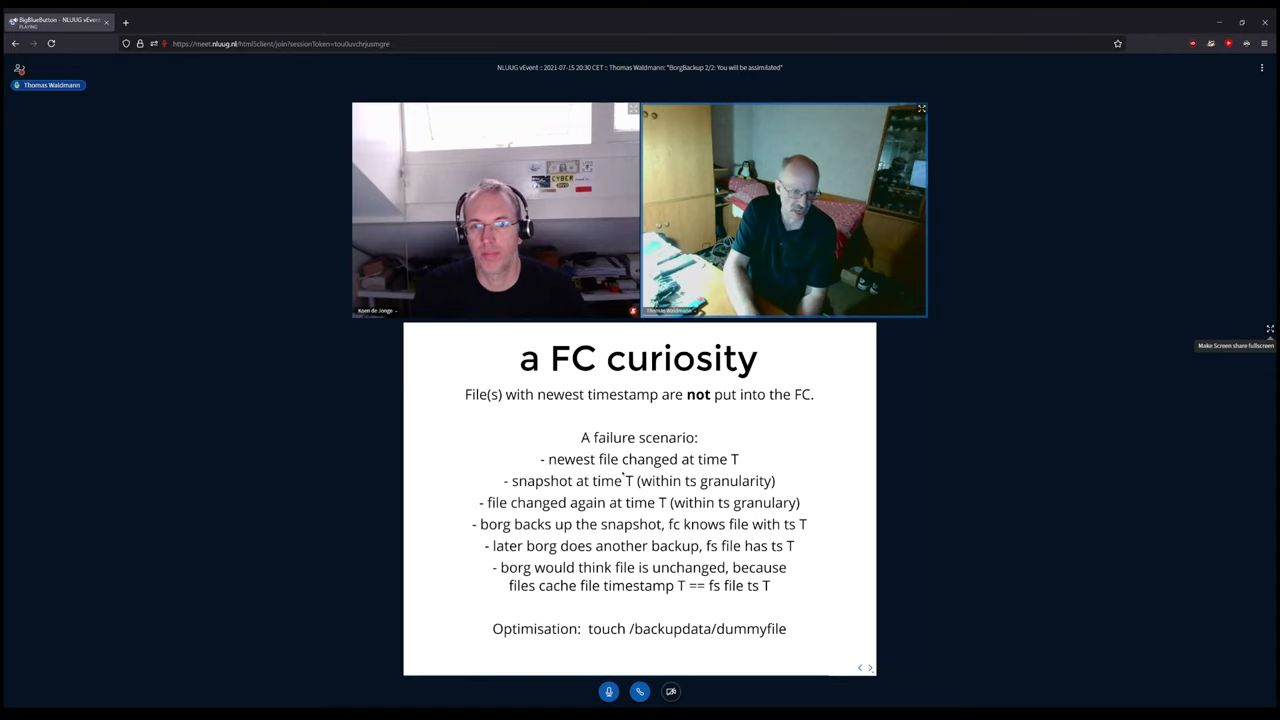 BigBlueButton - NLUUG vEvent
PLAYING
https://meet.nluug.nl/html5client/join?sessionToken=tou0uvchrjusmgre
NLUUG vEvent :: 2021-07-15 20:30 CET :: Thomas Waldmann: "BorgBackup 2/2: You will be assimilated"
Thomas Waldmann
CYBER
Koen de Jonge
Thomas Waldmann
Make Screen share fullscreen
a FC curiosity
File(s) with newest timestamp are not put into the FC.
A failure scenario:
- newest file changed at time T
- snapshot at time T (within ts granularity)
- file changed again at time T (within ts granulary)
- borg backs up the snapshot, fc knows file with ts T
- later borg does another backup, fs file has ts T
- borg would think file is unchanged, because
files cache file timestamp T == fs file ts T
Optimisation: touch /backupdata/dummyfile